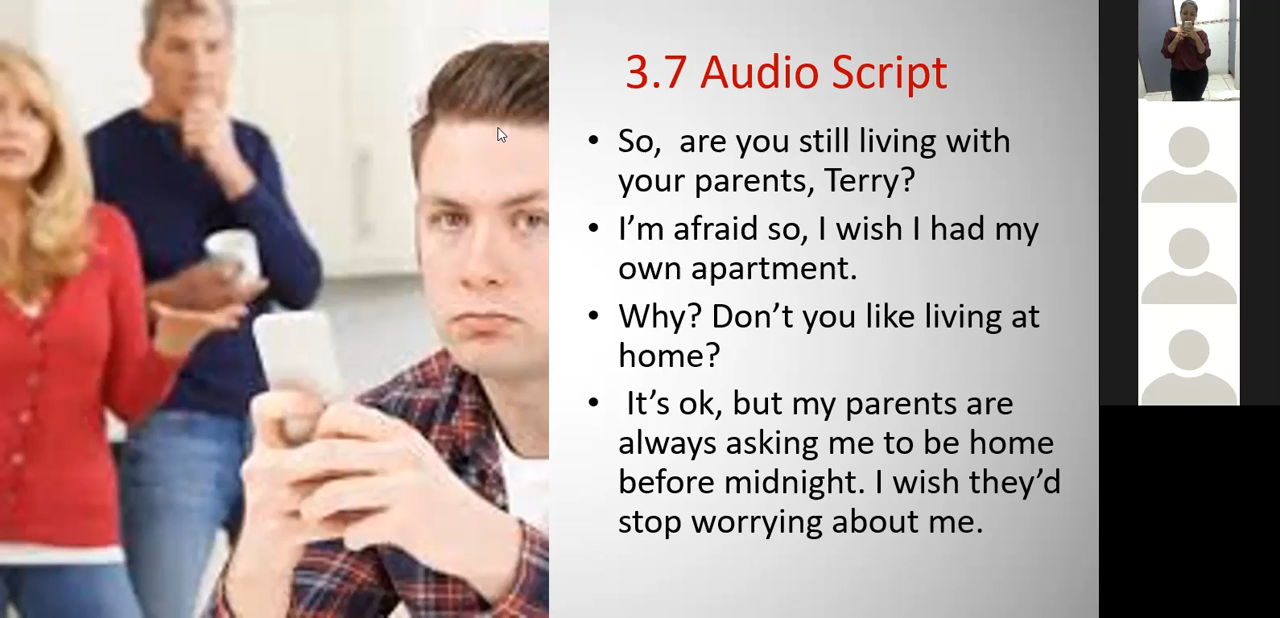 3.7 Audio Script
• So,  are you still living with
your parents, Terry?
• I’m afraid so, I wish I had my
own apartment.
• Why? Don’t you like living at
home?
• It’s ok, but my parents are
always asking me to be home
before midnight. I wish they’d
stop worrying about me.